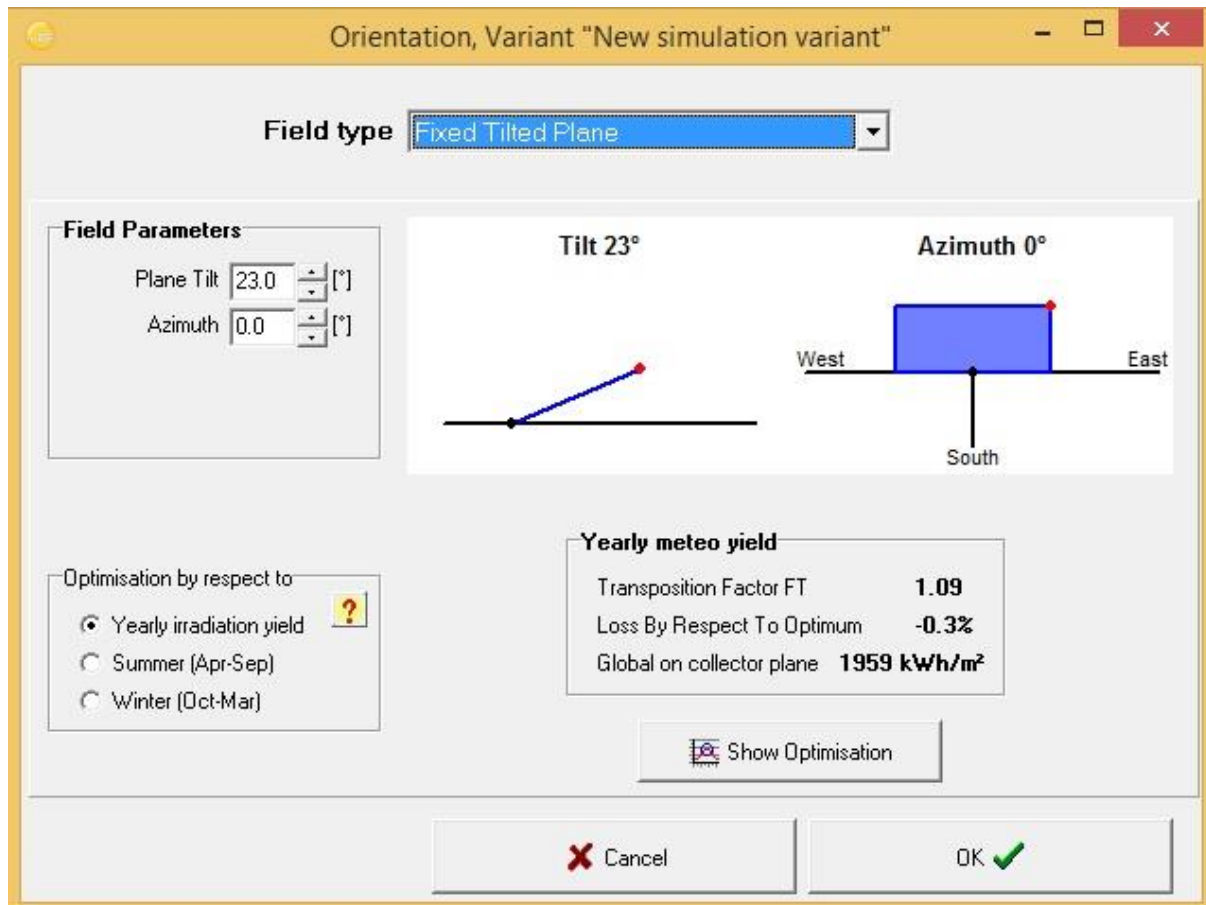 Orientation, Variant "New simulation variant"
Field type Fixed Tilted Plane
Field Parameters
Plane Tilt 23.0 [°]
Azimuth 0.0 [°]
Tilt 23°
Azimuth 0°
West
East
South
Optimisation by respect to
?
Yearly irradiation yield
Summer (Apr-Sep)
Winter (Oct-Mar)
Yearly meteo yield
Transposition Factor FT 1.09
Loss By Respect To Optimum -0.3%
Global on collector plane 1959 kWh/m²
Show Optimisation
Cancel
OK